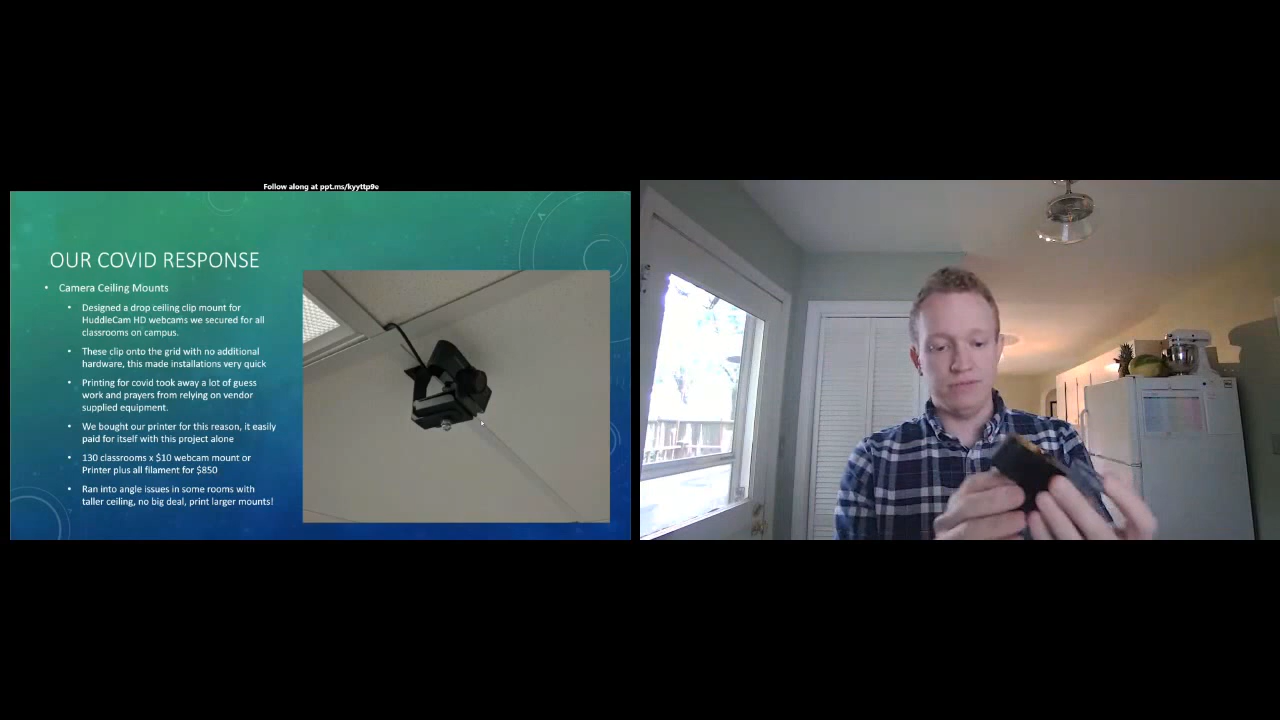 Follow along at ppt.ms/kyyttp9e
OUR COVID RESPONSE
• Camera Ceiling Mounts
• Designed a drop ceiling clip mount for
HuddleCam HD webcams we secured for all
classrooms on campus.
• These clip onto the grid with no additional
hardware, this made installations very quick
• Printing for covid took away a lot of guess
work and prayers from relying on vendor
supplied equipment.
• We bought our printer for this reason, it easily
paid for itself with this project alone
• 130 classrooms x $10 webcam mount or
Printer plus all filament for $850
• Ran into angle issues in some rooms with
taller ceiling, no big deal, print larger mounts!